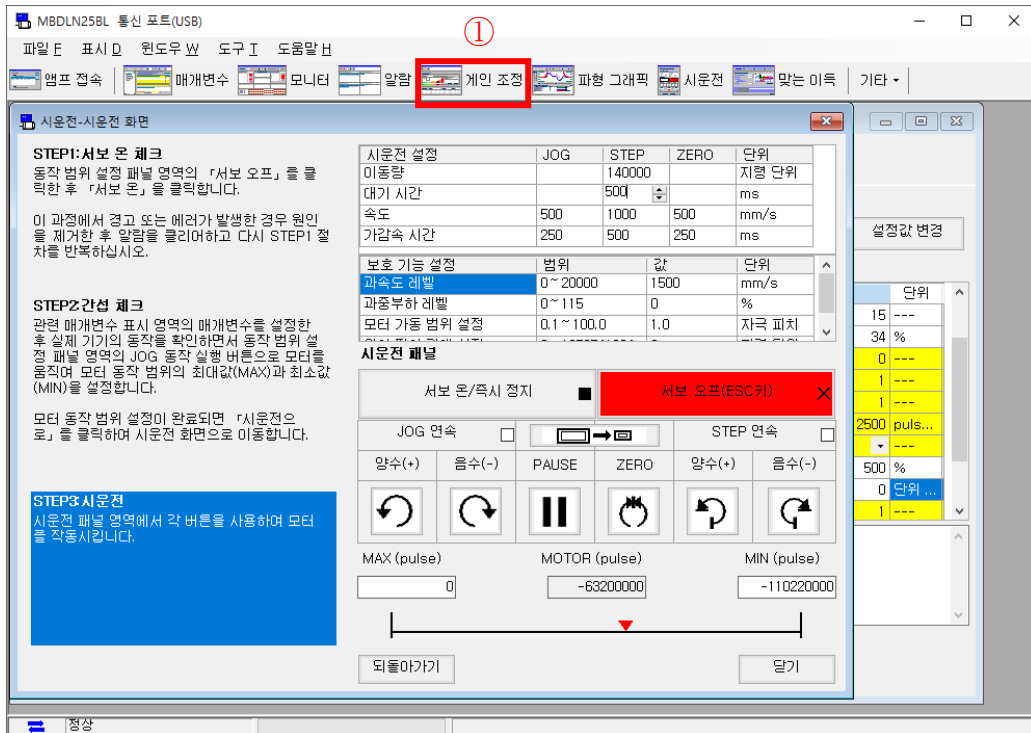 MBDLN25BL 통신 포트(USB)
①
파일 F 표시 D 윈도우 W 도구 T 도움말 H
앰프 접속 매개변수 모니터 알람 게인 조정 파형 그래픽 시운전 맞는 이득 기타
시운전-시운전 화면
STEP1:서보 온 체크
동작 범위 설정 패널 영역의 「서보 오프」를 클
릭한 후 「서보 온」을 클릭합니다.
이 과정에서 경고 또는 에러가 발생한 경우 원인
을 제거한 후 알람을 클리어하고 다시 STEP1 절
차를 반복하십시오.
STEP2:간섭 체크
관련 매개변수 표시 영역의 매개변수를 설정한
후 실제 기기의 동작을 확인하면서 동작 범위 설
정 패널 영역의 JOG 동작 실행 버튼으로 모터를
움직여 모터 동작 범위의 최대값(MAX)과 최소값
(MIN)을 설정합니다.
모터 동작 범위 설정이 완료되면 「시운전으
로」를 클릭하여 시운전 화면으로 이동합니다.
STEP3:시운전
시운전 패널 영역에서 각 버튼을 사용하여 모터
를 작동시킵니다.
시운전 설정 JOG STEP ZERO 단위
이동량 140000 지령 단위
대기 시간 500 ms
속도 500 1000 500 mm/s
가감속 시간 250 500 250 ms
보호 기능 설정 범위 값 단위
과속도 레벨 0~20000 1500 mm/s
과중부하 레벨 0~115 0 %
모터 가동 범위 설정 0.1~100.0 1.0 자극 피치
시운전 패널
서보 온/즉시 정지 서보 오프(ESC키)
JOG 연속 STEP 연속
양수(+) 음수(-) PAUSE ZERO 양수(+) 음수(-)
MAX (pulse) MOTOR (pulse) MIN (pulse)
0 -63200000 -110220000
되돌아가기 닫기
설정값 변경
단위
15 ---
34 %
0 ---
1 ---
1 ---
2500 puls...
---
500 %
0 단위 ...
1 ---
정상